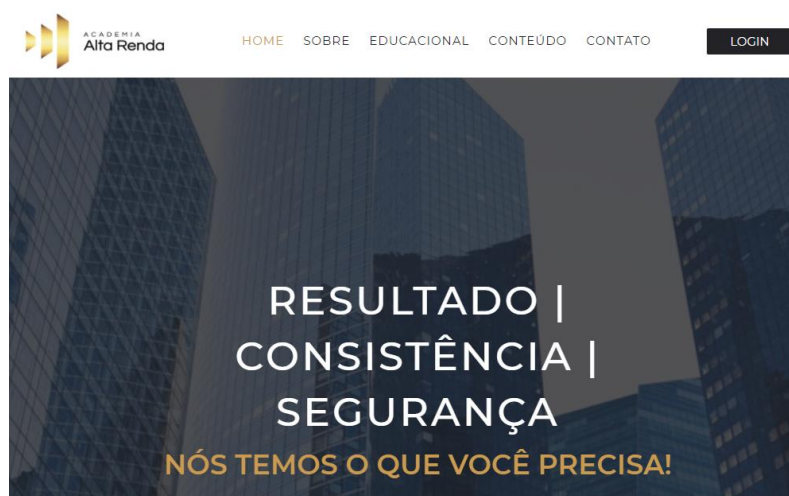 ACADEMIA
Alta Renda
HOME SOBRE EDUCACIONAL CONTEÚDO CONTATO LOGIN
RESULTADO |
CONSISTÊNCIA |
SEGURANÇA
NÓS TEMOS O QUE VOCÊ PRECISA!